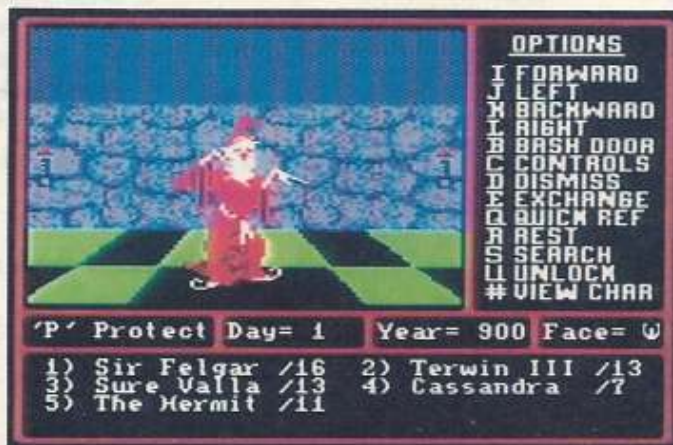 OPTIONS
I FORWARD
J LEFT
K BACKWARD
L RIGHT
B BASH DOOR
C CONTROLS
D DISMISS
E EXCHANGE
Q QUICK REF
R REST
S SEARCH
U UNLOCK
# VIEW CHAR
'P' Protect Day= 1 Year= 900 Face= W
1) Sir Felgar /16 2) Terwin III /13
3) Sure Valla /13 4) Cassandra /7
5) The Hermit /11